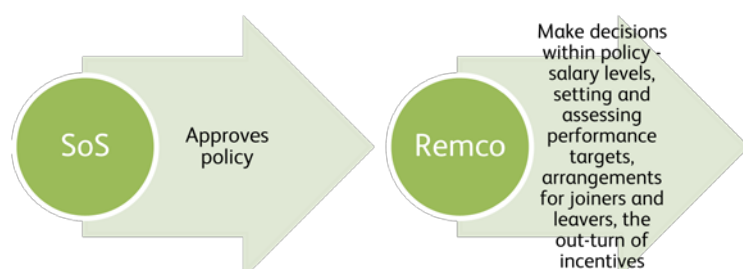 SoS
Approves
policy
Remco
Make decisions
within policy -
salary levels,
setting and
assessing
performance
targets,
arrangements
for joiners and
leavers, the
out-turn of
incentives